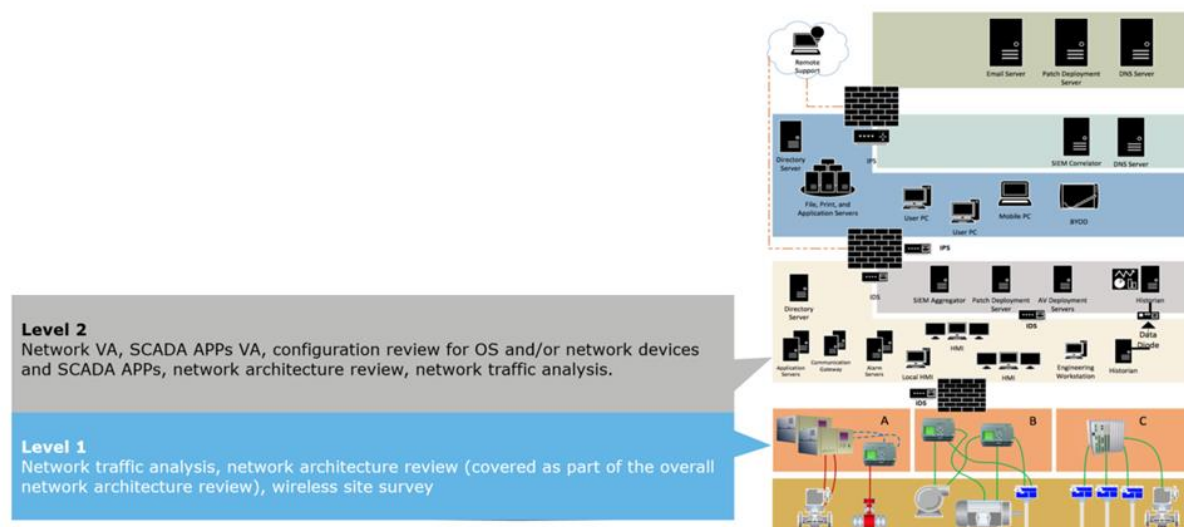 Remote
Support
Email Server
Patch Deployment
Server
DNS Server
Directory
Server
IPS
SIEM Correlator
DNS Server
File, Print, and
Application Servers
User PC
User PC
Mobile PC
BYOD
IPS
IDS
Directory
Server
SIEM Aggregator
Patch Deployment
Server
AV Deployment
Servers
Historian
IDS
Data
Diode
HMI
Application
Servers
Communication
Gateway
Alarm
Servers
Local HMI
HMI
Engineering
Workstation
Historian
IDS
Level 2
Network VA, SCADA APPs VA, configuration review for OS and/or network devices
and SCADA APPs, network architecture review, network traffic analysis.
Level 1
Network traffic analysis, network architecture review (covered as part of the overall
network architecture review), wireless site survey
A
B
C